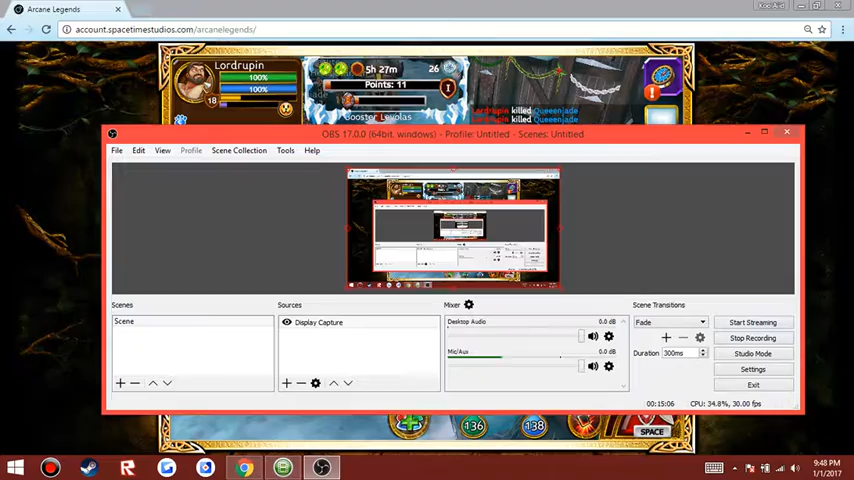 Arcane Legends
Koo-Aid
account.spacetimestudios.com/arcanelegends/
Lordrupin
100%
100%
18
5h 27m
26
Points: 11
Booster Levolas
Lordrupin killed Queeenjade
Lordrupin killed Queeenjade
OBS 17.0.0 (64bit, windows) - Profile: Untitled - Scenes: Untitled
File Edit View Profile Scene Collection Tools Help
Scenes
Sources
Mixer
Scene Transitions
Scene
Display Capture
Desktop Audio
0.0 dB
Mic/Aux
0.0 dB
Fade
Duration 300ms
Start Streaming
Stop Recording
Studio Mode
Settings
Exit
00:15:06
CPU: 34.8%, 30.00 fps
136
138
SPACE
9:48 PM
1/1/2017